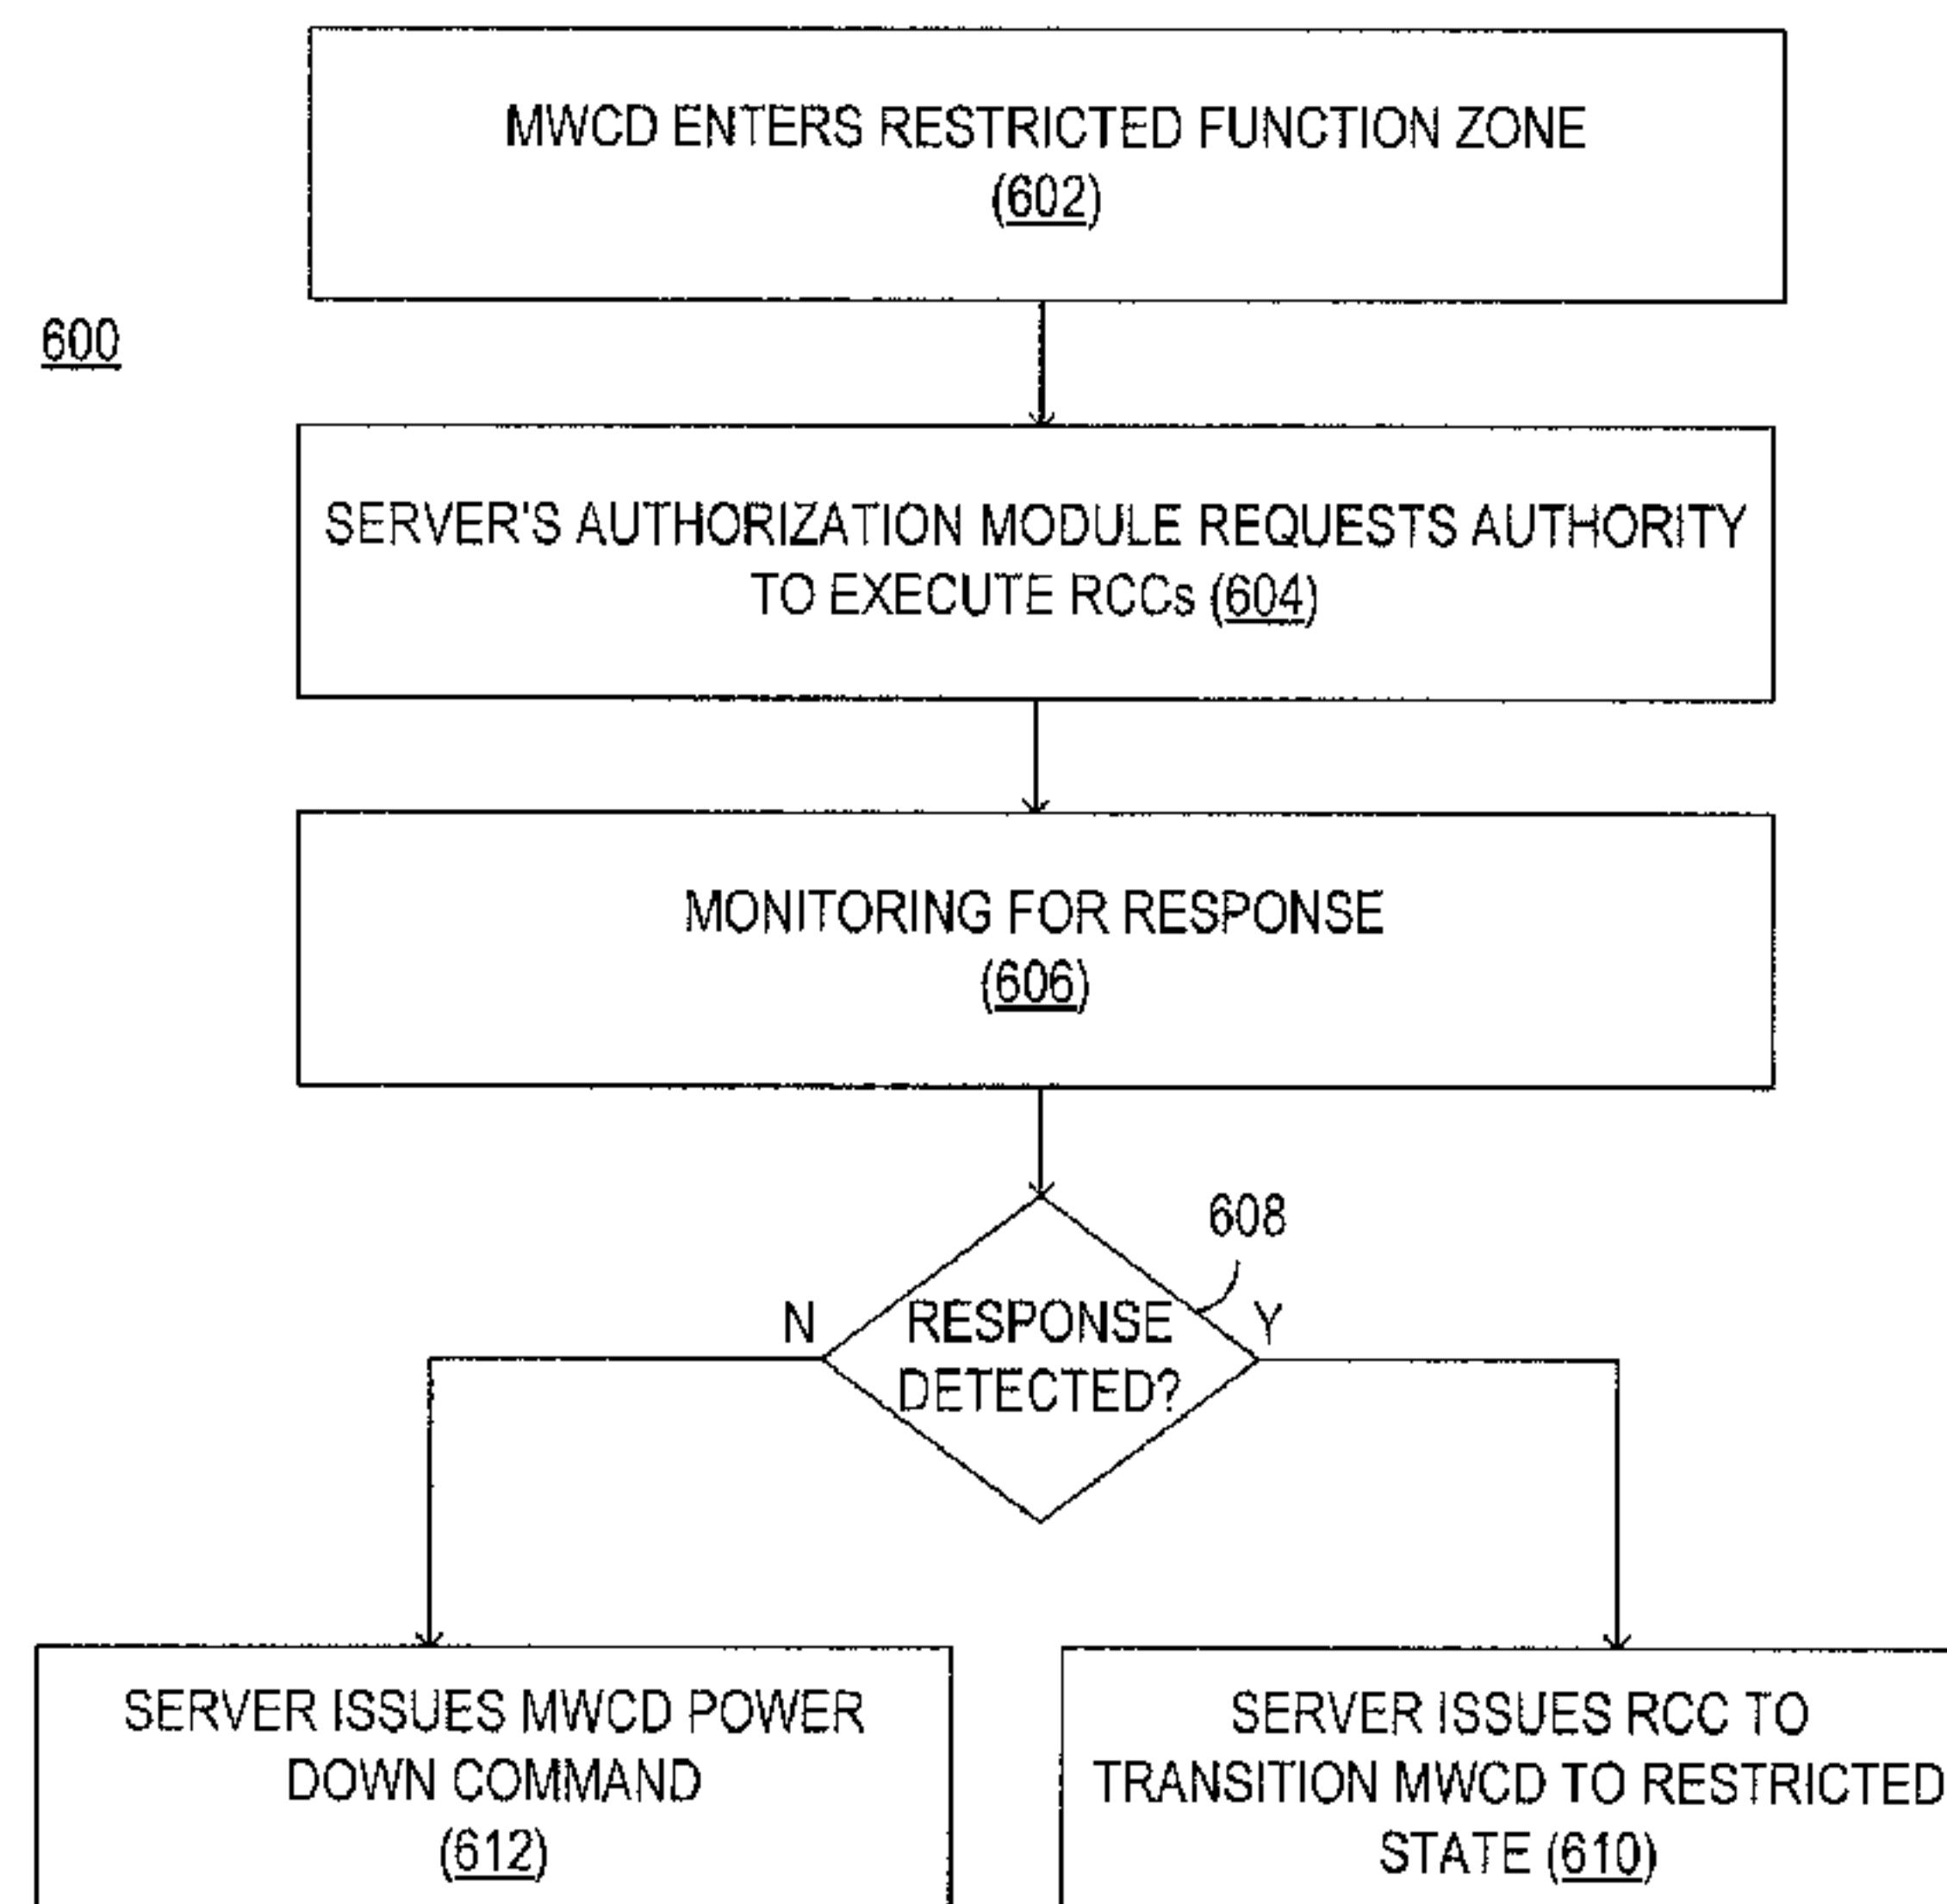 MWCD ENTERS RESTRICTED FUNCTION ZONE
(602)
600
SERVER'S AUTHORIZATION MODULE REQUESTS AUTHORITY
TO EXECUTE RCCs (604)
MONITORING FOR RESPONSE
(606)
608
N
RESPONSE
DETECTED?
Y
SERVER ISSUES MWCD POWER
DOWN COMMAND
(612)
SERVER ISSUES RCC TO
TRANSITION MWCD TO RESTRICTED
STATE (610)